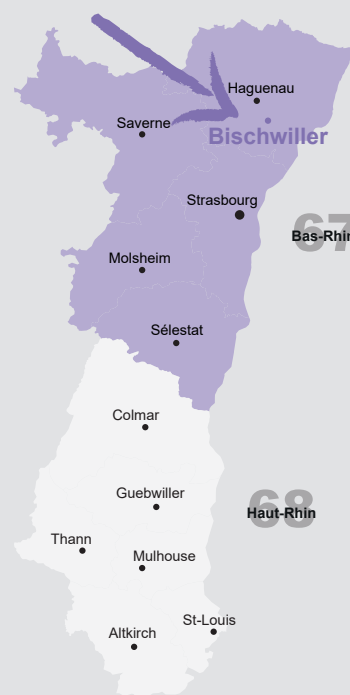 Haguenau
Saverne
Bischwiller
Strasbourg
67
Bas-Rhin
Molsheim
Sélestat
Colmar
Guebwiller
68
Haut-Rhin
Thann
Mulhouse
St-Louis
Altkirch